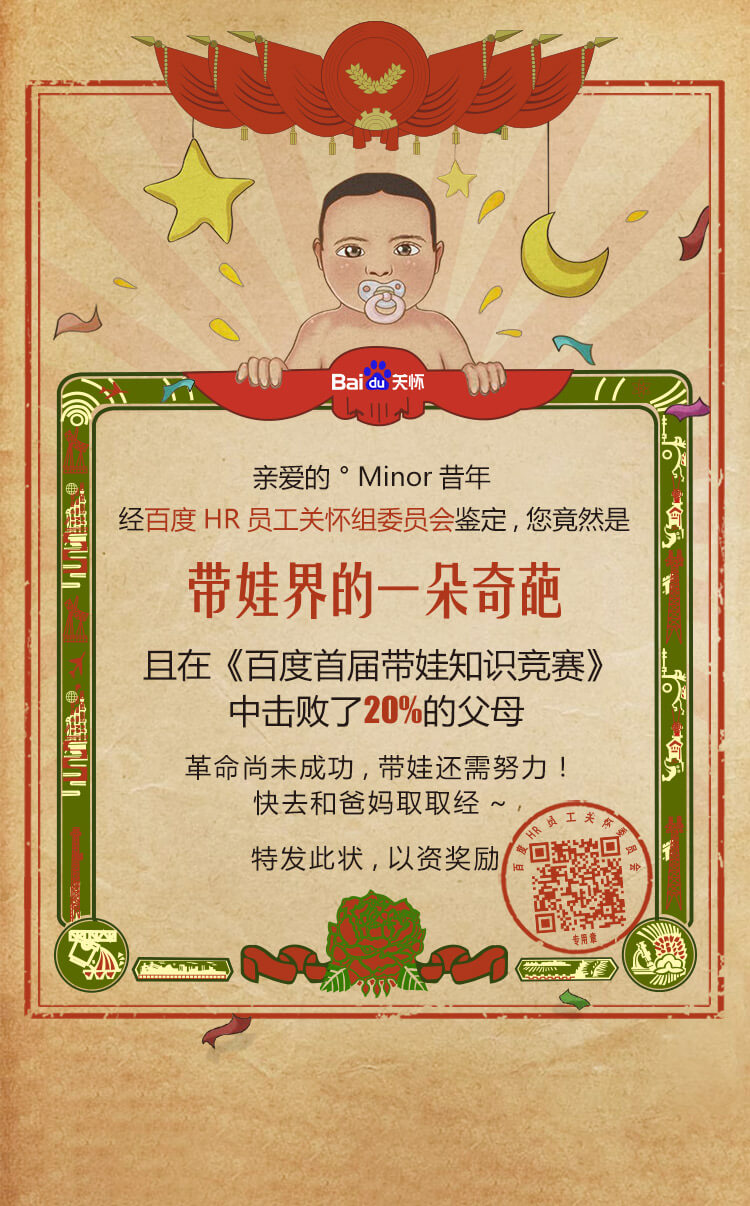 Bai du 关怀
亲爱的 ° Minor 昔年
经百度 HR 员工关怀组委员会鉴定 , 您竟然是
带娃界的一朵奇葩
且在《百度首届带娃知识竞赛》
中击败了20%的父母
革命尚未成功 , 带娃还需努力 !
快去和爸妈取取经 ~
特发此状 , 以资奖励
百度HR员工关怀委员会
专用章